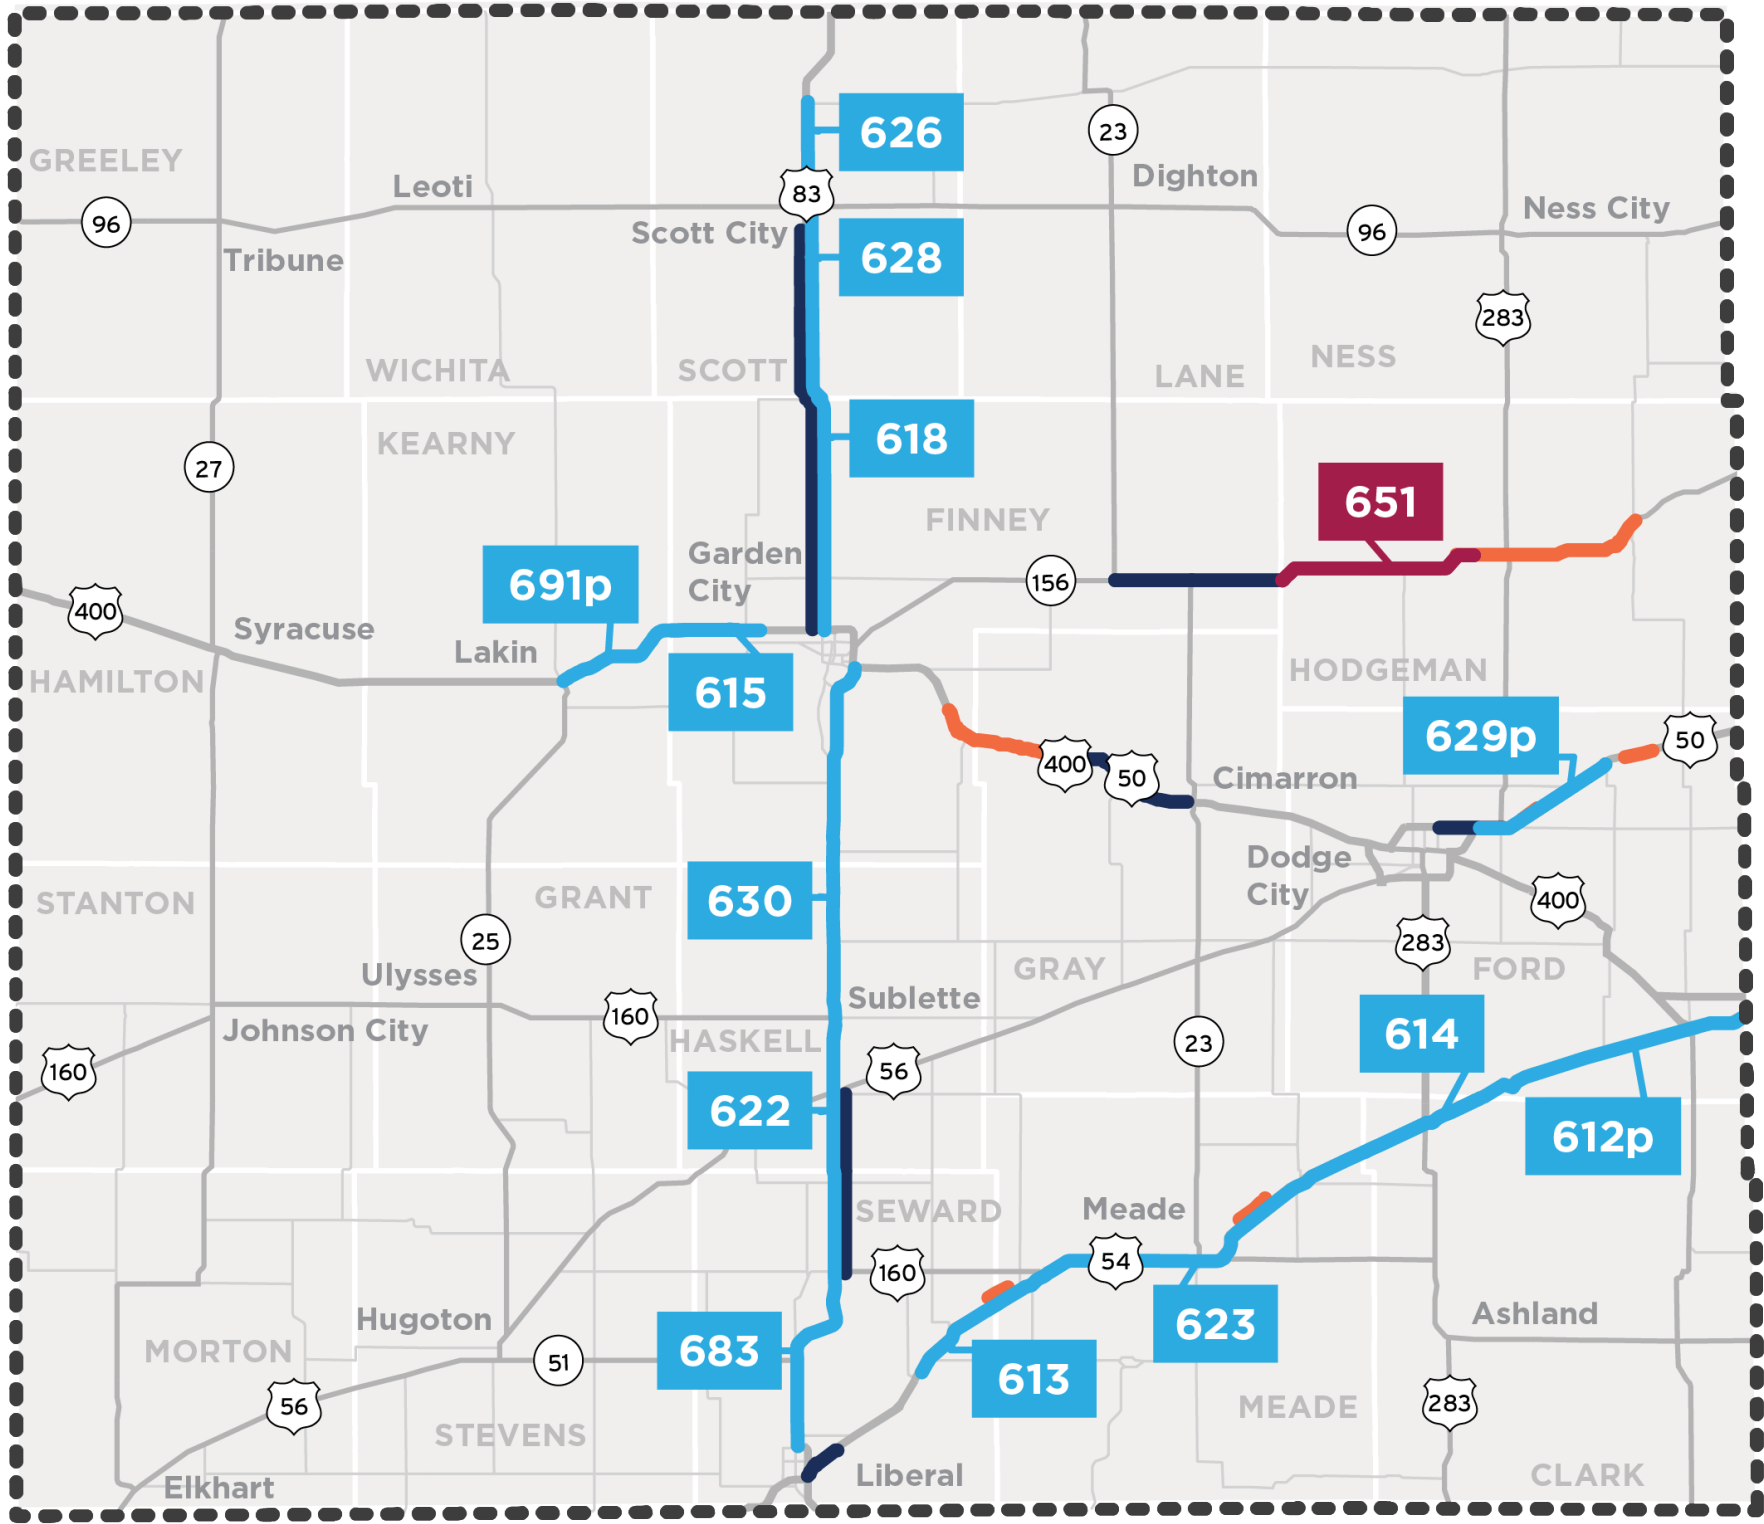 626
23
GREELEY
Dighton
Leoti
83
96
Ness City
Scott City
96
628
Tribune
283
WICHITA
SCOTT
LANE
NESS
KEARNY
618
27
651
FINNEY
Garden
City
691p
156
400
Syracuse
Lakin
HAMILTON
615
HODGEMAN
629p
50
400
50
Cimarron
Dodge
City
STANTON
GRANT
630
400
25
283
Ulysses
GRAY
FORD
Sublette
160
Johnson City
HASKELL
614
23
160
56
622
612p
SEWARD
Meade
54
160
Hugoton
623
Ashland
MORTON
683
51
613
56
283
STEVENS
MEADE
Elkhart
Liberal
CLARK